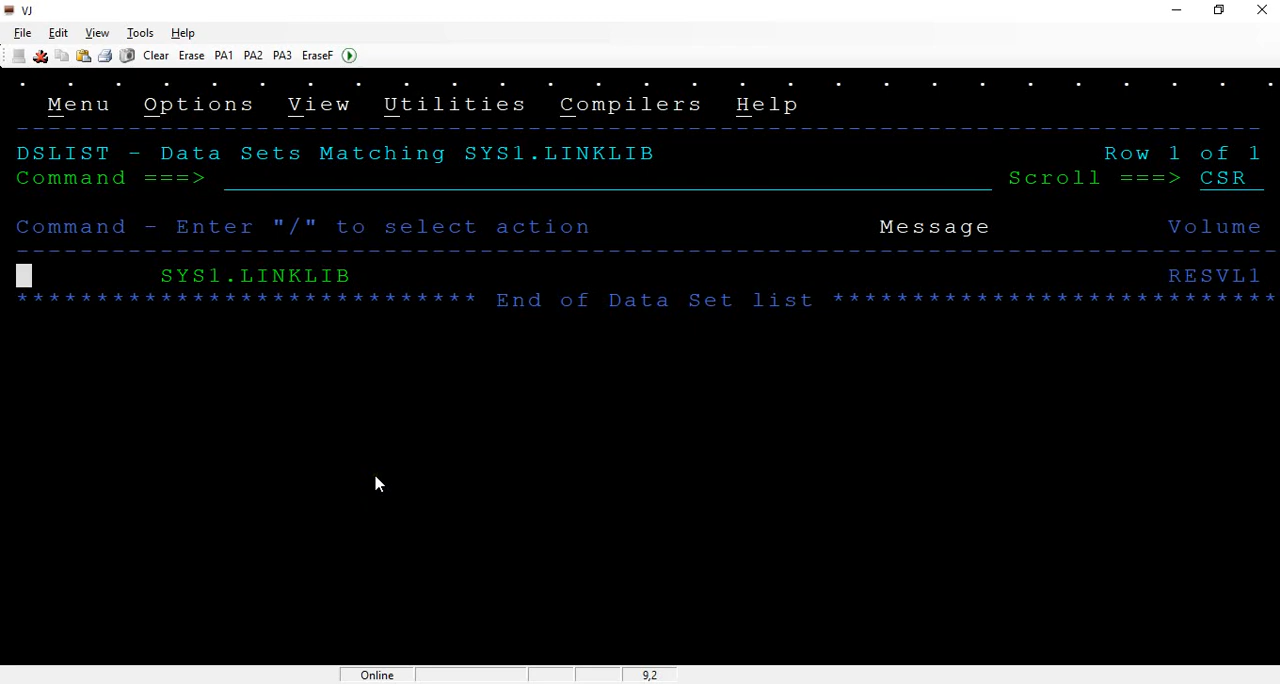 VJ
File Edit View Tools Help
Clear Erase PA1 PA2 PA3 EraseF
Menu Options View Utilities Compilers Help
DSLIST - Data Sets Matching SYS1.LINKLIB Row 1 of 1
Command ===> Scroll ===> CSR
Command - Enter "/" to select action Message Volume
SYS1.LINKLIB RESVL1
***************************** End of Data Set list ****************************
Online 9,2